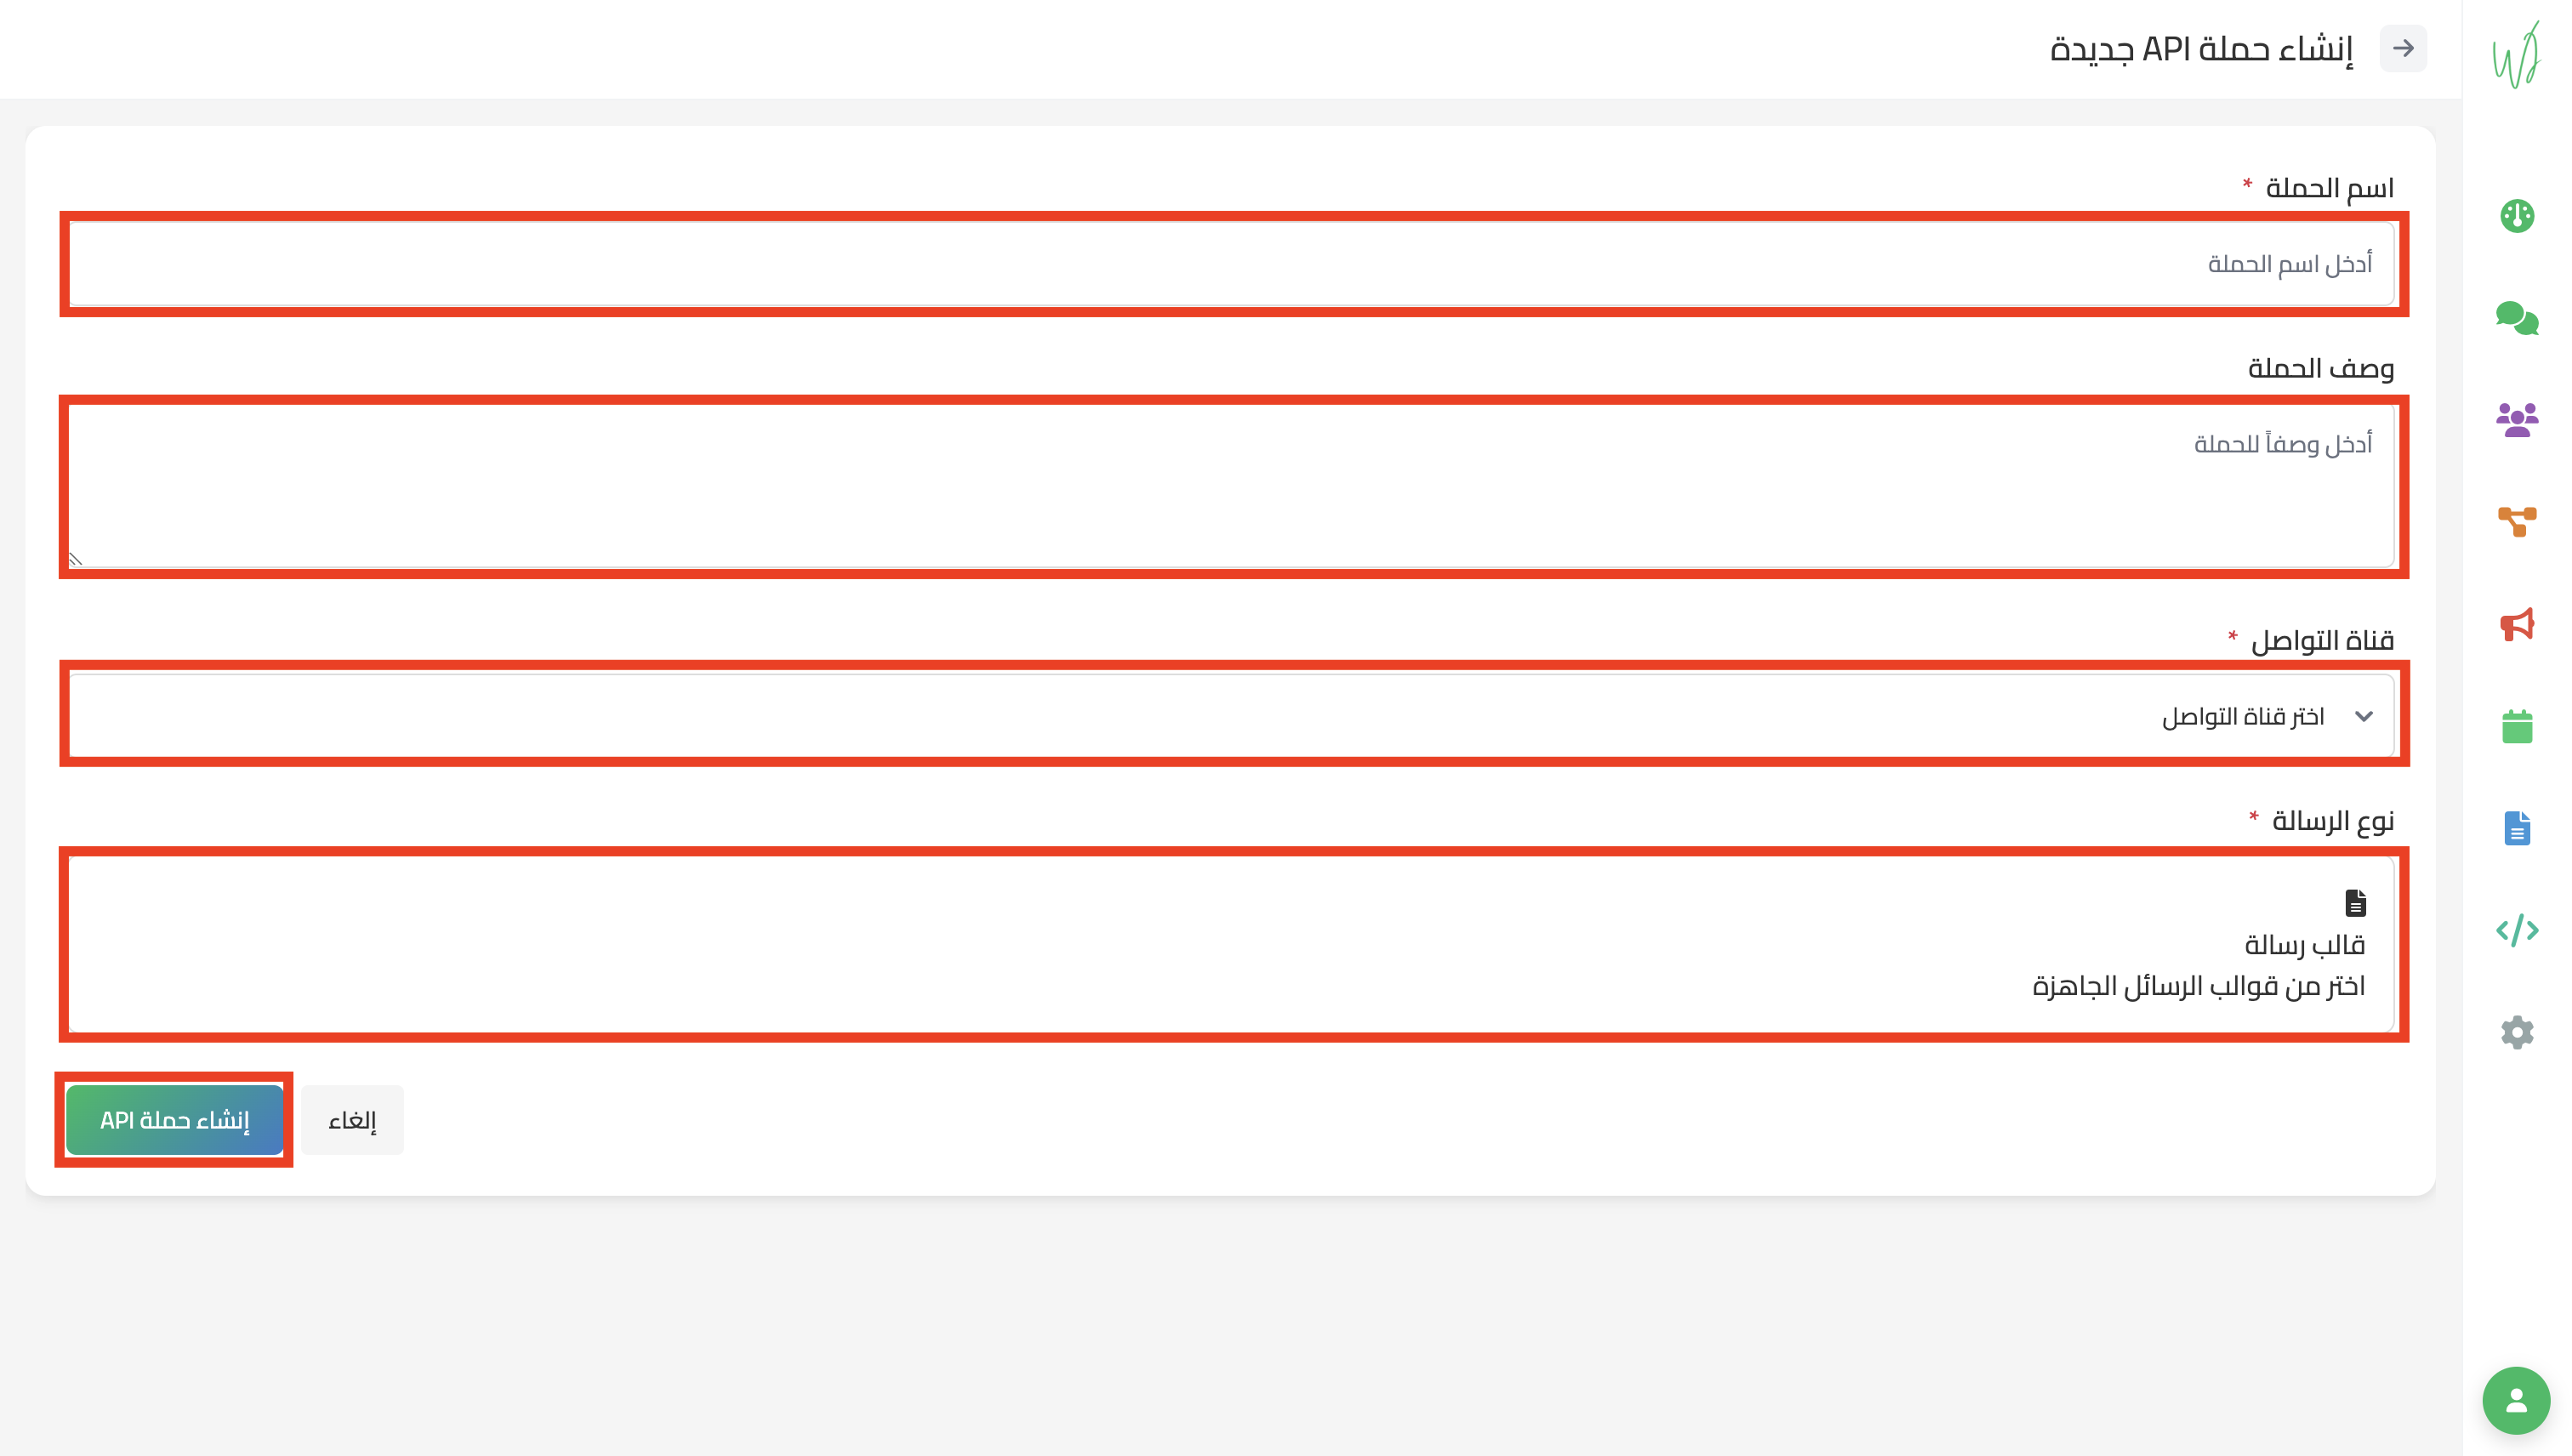 إنشاء حملة API جديدة
اسم الحملة *
أدخل اسم الحملة
وصف الحملة
أدخل وصفاً للحملة
قناة التواصل *
اختر قناة التواصل
نوع الرسالة *
قالب رسالة
اختر من قوالب الرسائل الجاهزة
إلغاء
إنشاء حملة API